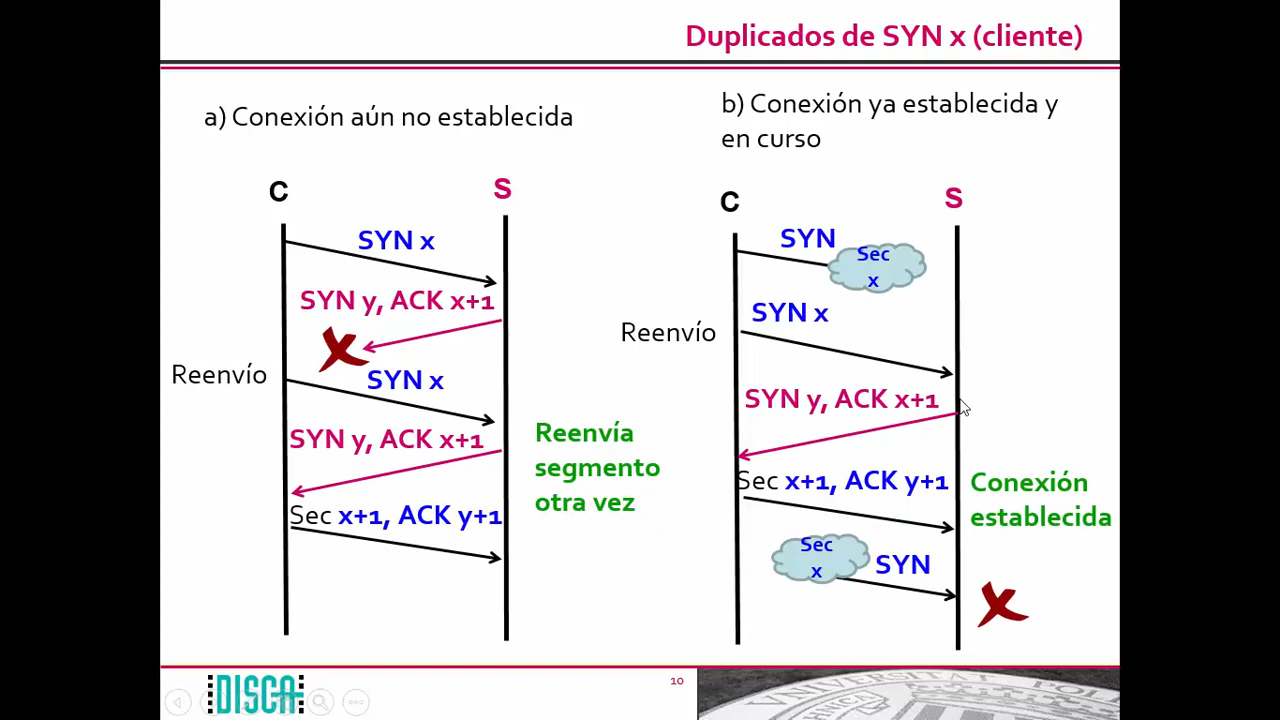 Duplicados de SYN x (cliente)
a) Conexión aún no establecida
C
S
SYN x
SYN y, ACK x+1
Reenvío
SYN x
SYN y, ACK x+1
Reenvía
segmento
otra vez
Sec x+1, ACK y+1
b) Conexión ya establecida y
en curso
C
S
SYN
Sec
x
SYN x
Reenvío
SYN y, ACK x+1
Sec x+1, ACK y+1
Conexión
establecida
Sec
x
SYN
DISCA
10